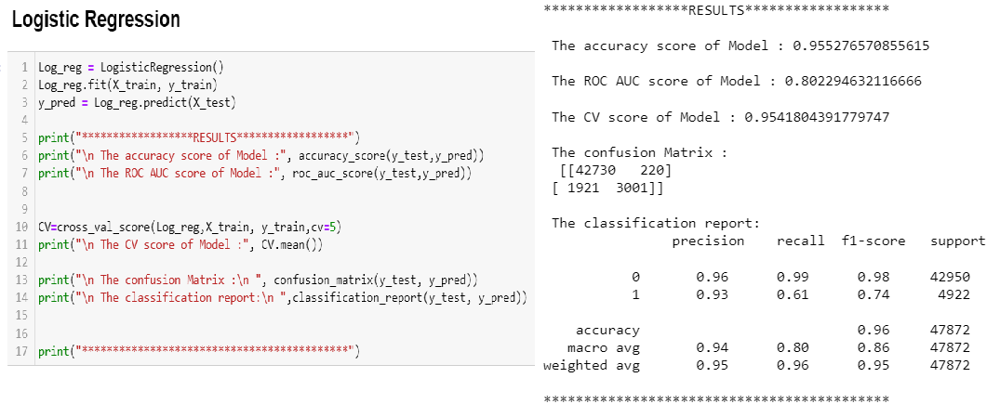 Logistic Regression
1 Log_reg = LogisticRegression()
2 Log_reg.fit(X_train, y_train)
3 y_pred = Log_reg.predict(X_test)
4
5 print("******************RESULTS******************")
6 print("\n The accuracy score of Model :", accuracy_score(y_test,y_pred))
7 print("\n The ROC AUC score of Model :", roc_auc_score(y_test,y_pred))
8
9
10 CV=cross_val_score(Log_reg,X_train, y_train,cv=5)
11 print("\n The CV score of Model :", CV.mean())
12
13 print("\n The confusion Matrix :\n ", confusion_matrix(y_test, y_pred))
14 print("\n The classification report:\n ",classification_report(y_test, y_pred))
15
16
17 print("*******************************************")
******************RESULTS******************
The accuracy score of Model : 0.955276570855615
The ROC AUC score of Model : 0.802294632116666
The CV score of Model : 0.9541804391779747
The confusion Matrix :
[[42730 220]
[ 1921 3001]]
The classification report:
precision recall f1-score support
0 0.96 0.99 0.98 42950
1 0.93 0.61 0.74 4922
accuracy 0.96 47872
macro avg 0.94 0.80 0.86 47872
weighted avg 0.95 0.96 0.95 47872
*******************************************